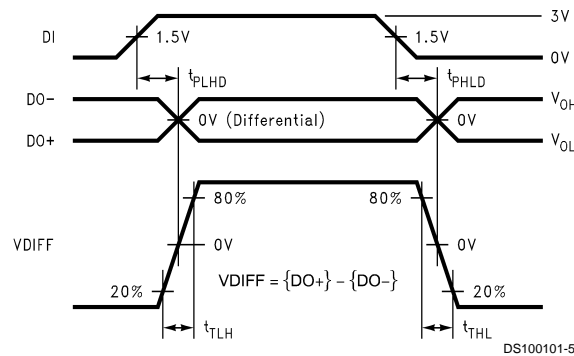 3V
DI
1.5V
1.5V
0V
tPLHD
tPHLD
DO-
0V (Differential)
0V
VOH
DO+
VOL
80%
80%
VDIFF
0V
0V
VDIFF = {DO+} – {DO–}
20%
20%
tTLH
tTHL
DS100101-5